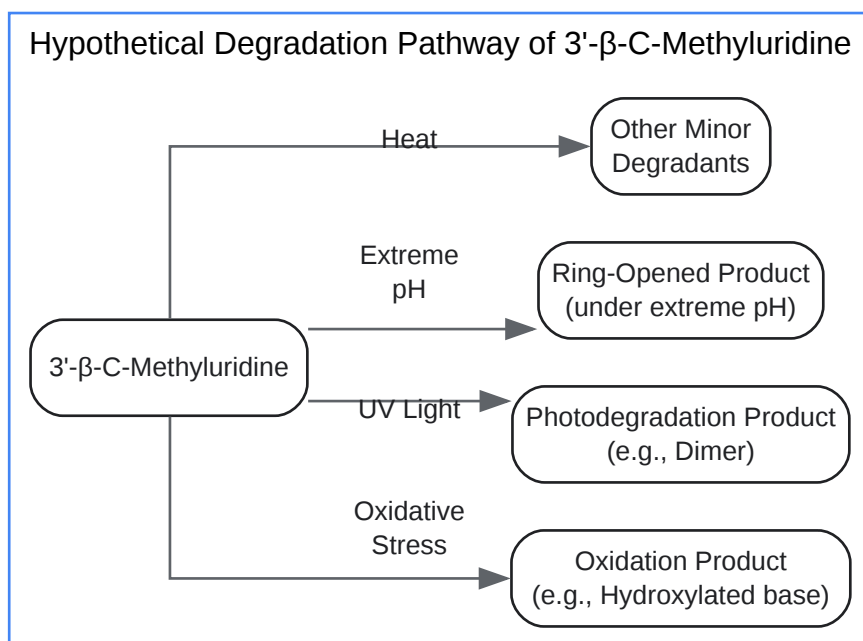 Hypothetical Degradation Pathway of 3'-β-C-Methyluridine
Heat
Other Minor
Degradants
Extreme
pH
Ring-Opened Product
(under extreme pH)
3'-β-C-Methyluridine
UV Light
Photodegradation Product
(e.g., Dimer)
Oxidative
Stress
Oxidation Product
(e.g., Hydroxylated base)